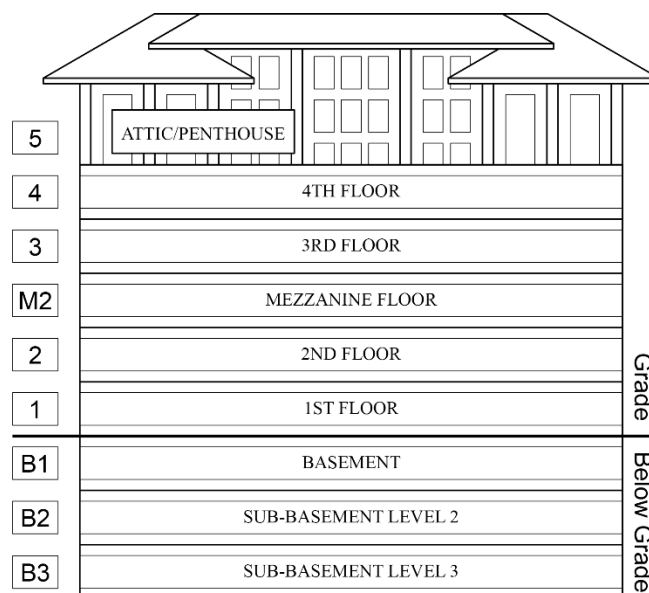 5
ATTIC/PENTHOUSE
4
4TH FLOOR
3
3RD FLOOR
M2
MEZZANINE FLOOR
2
2ND FLOOR
1
1ST FLOOR
Grade
B1
BASEMENT
B2
SUB-BASEMENT LEVEL 2
B3
SUB-BASEMENT LEVEL 3
Below Grade